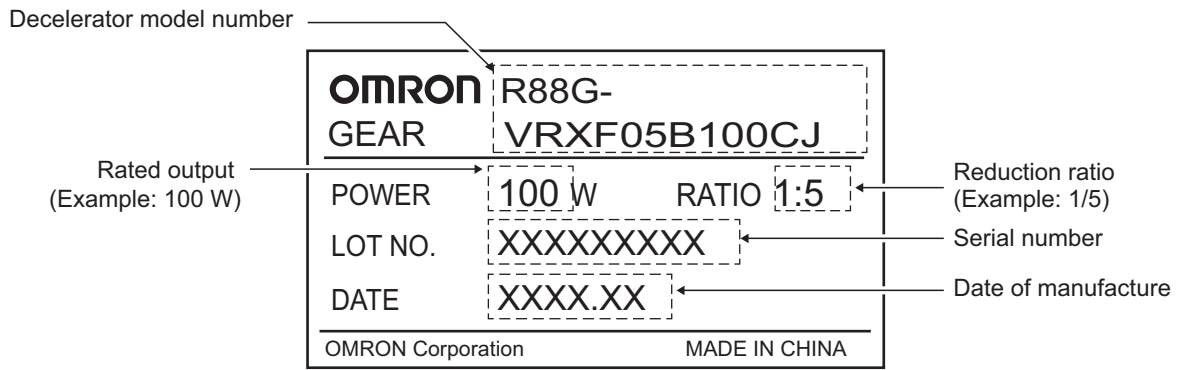 Decelerator model number
OMRON R88G-
GEAR VRXF05B100CJ
Rated output
(Example: 100 W)
POWER 100 W RATIO 1:5
Reduction ratio
(Example: 1/5)
LOT NO. XXXXXXXXX
Serial number
DATE XXXX.XX
Date of manufacture
OMRON Corporation MADE IN CHINA